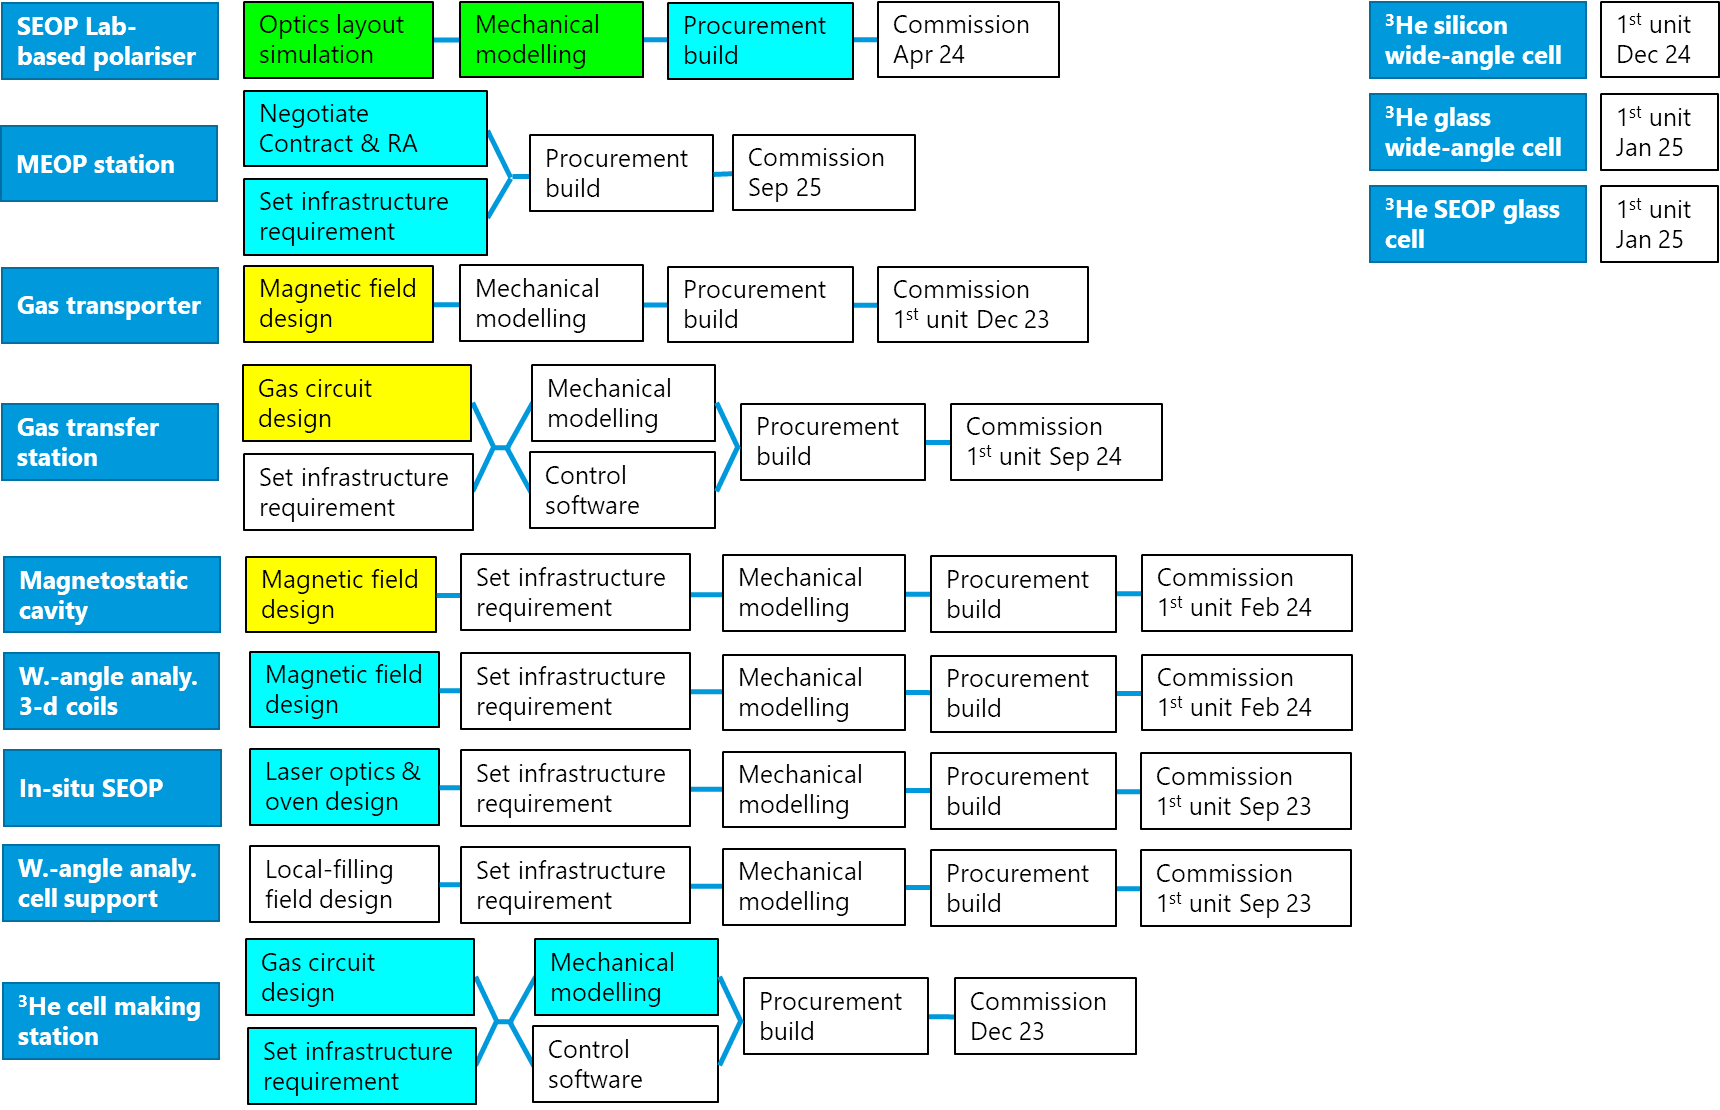 SEOP Lab-
based polariser
Optics layout
simulation
Mechanical
modelling
Procurement
build
Commission
Apr 24
³He silicon
wide-angle cell
1st unit
Dec 24
MEOP station
Negotiate
Contract & RA
Set infrastructure
requirement
Procurement
build
Commission
Sep 25
³He glass
wide-angle cell
1st unit
Jan 25
³He SEOP glass
cell
1st unit
Jan 25
Gas transporter
Magnetic field
design
Mechanical
modelling
Procurement
build
Commission
1st unit Dec 23
Gas transfer
station
Gas circuit
design
Set infrastructure
requirement
Mechanical
modelling
Control
software
Procurement
build
Commission
1st unit Sep 24
Magnetostatic
cavity
Magnetic field
design
Set infrastructure
requirement
Mechanical
modelling
Procurement
build
Commission
1st unit Feb 24
W.-angle analy.
3-d coils
Magnetic field
design
Set infrastructure
requirement
Mechanical
modelling
Procurement
build
Commission
1st unit Feb 24
In-situ SEOP
Laser optics &
oven design
Set infrastructure
requirement
Mechanical
modelling
Procurement
build
Commission
1st unit Sep 23
W.-angle analy.
cell support
Local-filling
field design
Set infrastructure
requirement
Mechanical
modelling
Procurement
build
Commission
1st unit Sep 23
³He cell making
station
Gas circuit
design
Set infrastructure
requirement
Mechanical
modelling
Control
software
Procurement
build
Commission
Dec 23